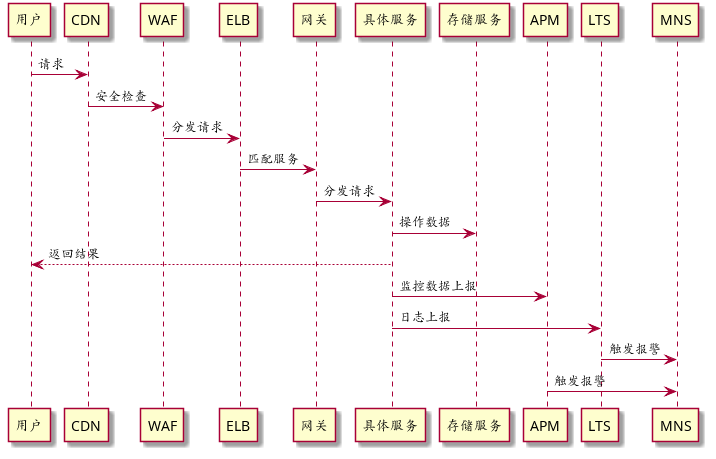 用户 CDN WAF ELB 网关 具体服务 存储服务 APM LTS MNS
请求
安全检查
分发请求
匹配服务
分发请求
操作数据
返回结果
监控数据上报
日志上报
触发报警
触发报警
用户 CDN WAF ELB 网关 具体服务 存储服务 APM LTS MNS